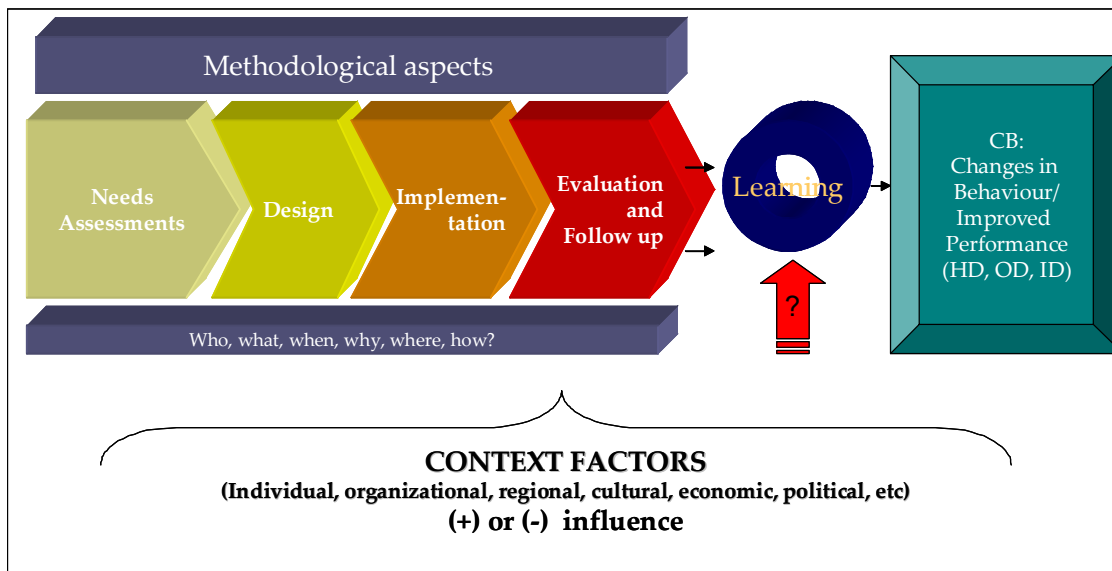 Methodological aspects
Needs
Assessments
Design
Implemen-
tation
Evaluation
and
Follow up
Learning
CB:
Changes in
Behaviour/
Improved
Performance
(HD, OD, ID)
?
Who, what, when, why, where, how?
CONTEXT FACTORS
(Individual, organizational, regional, cultural, economic, political, etc)
(+) or (-) influence